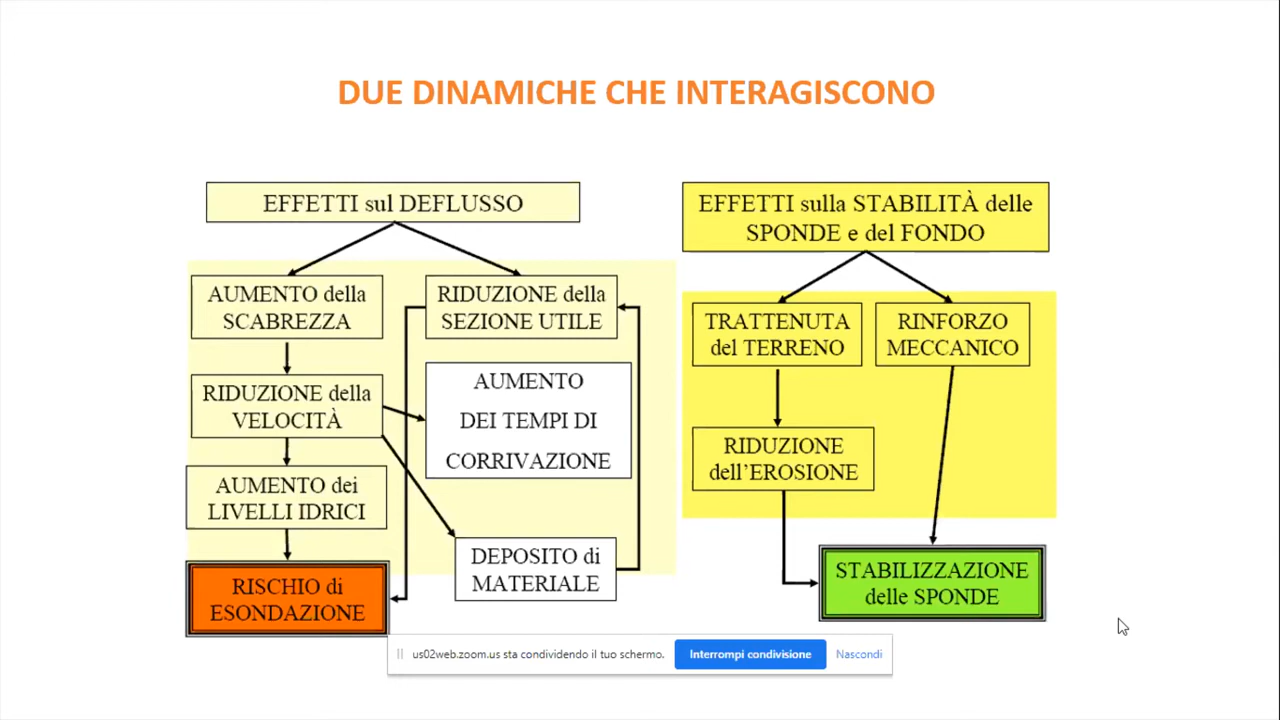 DUE DINAMICHE CHE INTERAGISCONO
EFFETTI sul DEFLUSSO
AUMENTO della
SCABREZZA
RIDUZIONE della
SEZIONE UTILE
RIDUZIONE della
VELOCITÀ
AUMENTO
DEI TEMPI DI
CORRIVAZIONE
AUMENTO dei
LIVELLI IDRICI
DEPOSITO di
MATERIALE
RISCHIO di
ESONDAZIONE
EFFETTI sulla STABILITÀ delle
SPONDE e del FONDO
TRATTENUTA
del TERRENO
RINFORZO
MECCANICO
RIDUZIONE
dell’EROSIONE
STABILIZZAZIONE
delle SPONDE
us02web.zoom.us sta condividendo il tuo schermo.
Interrompi condivisione
Nascondi